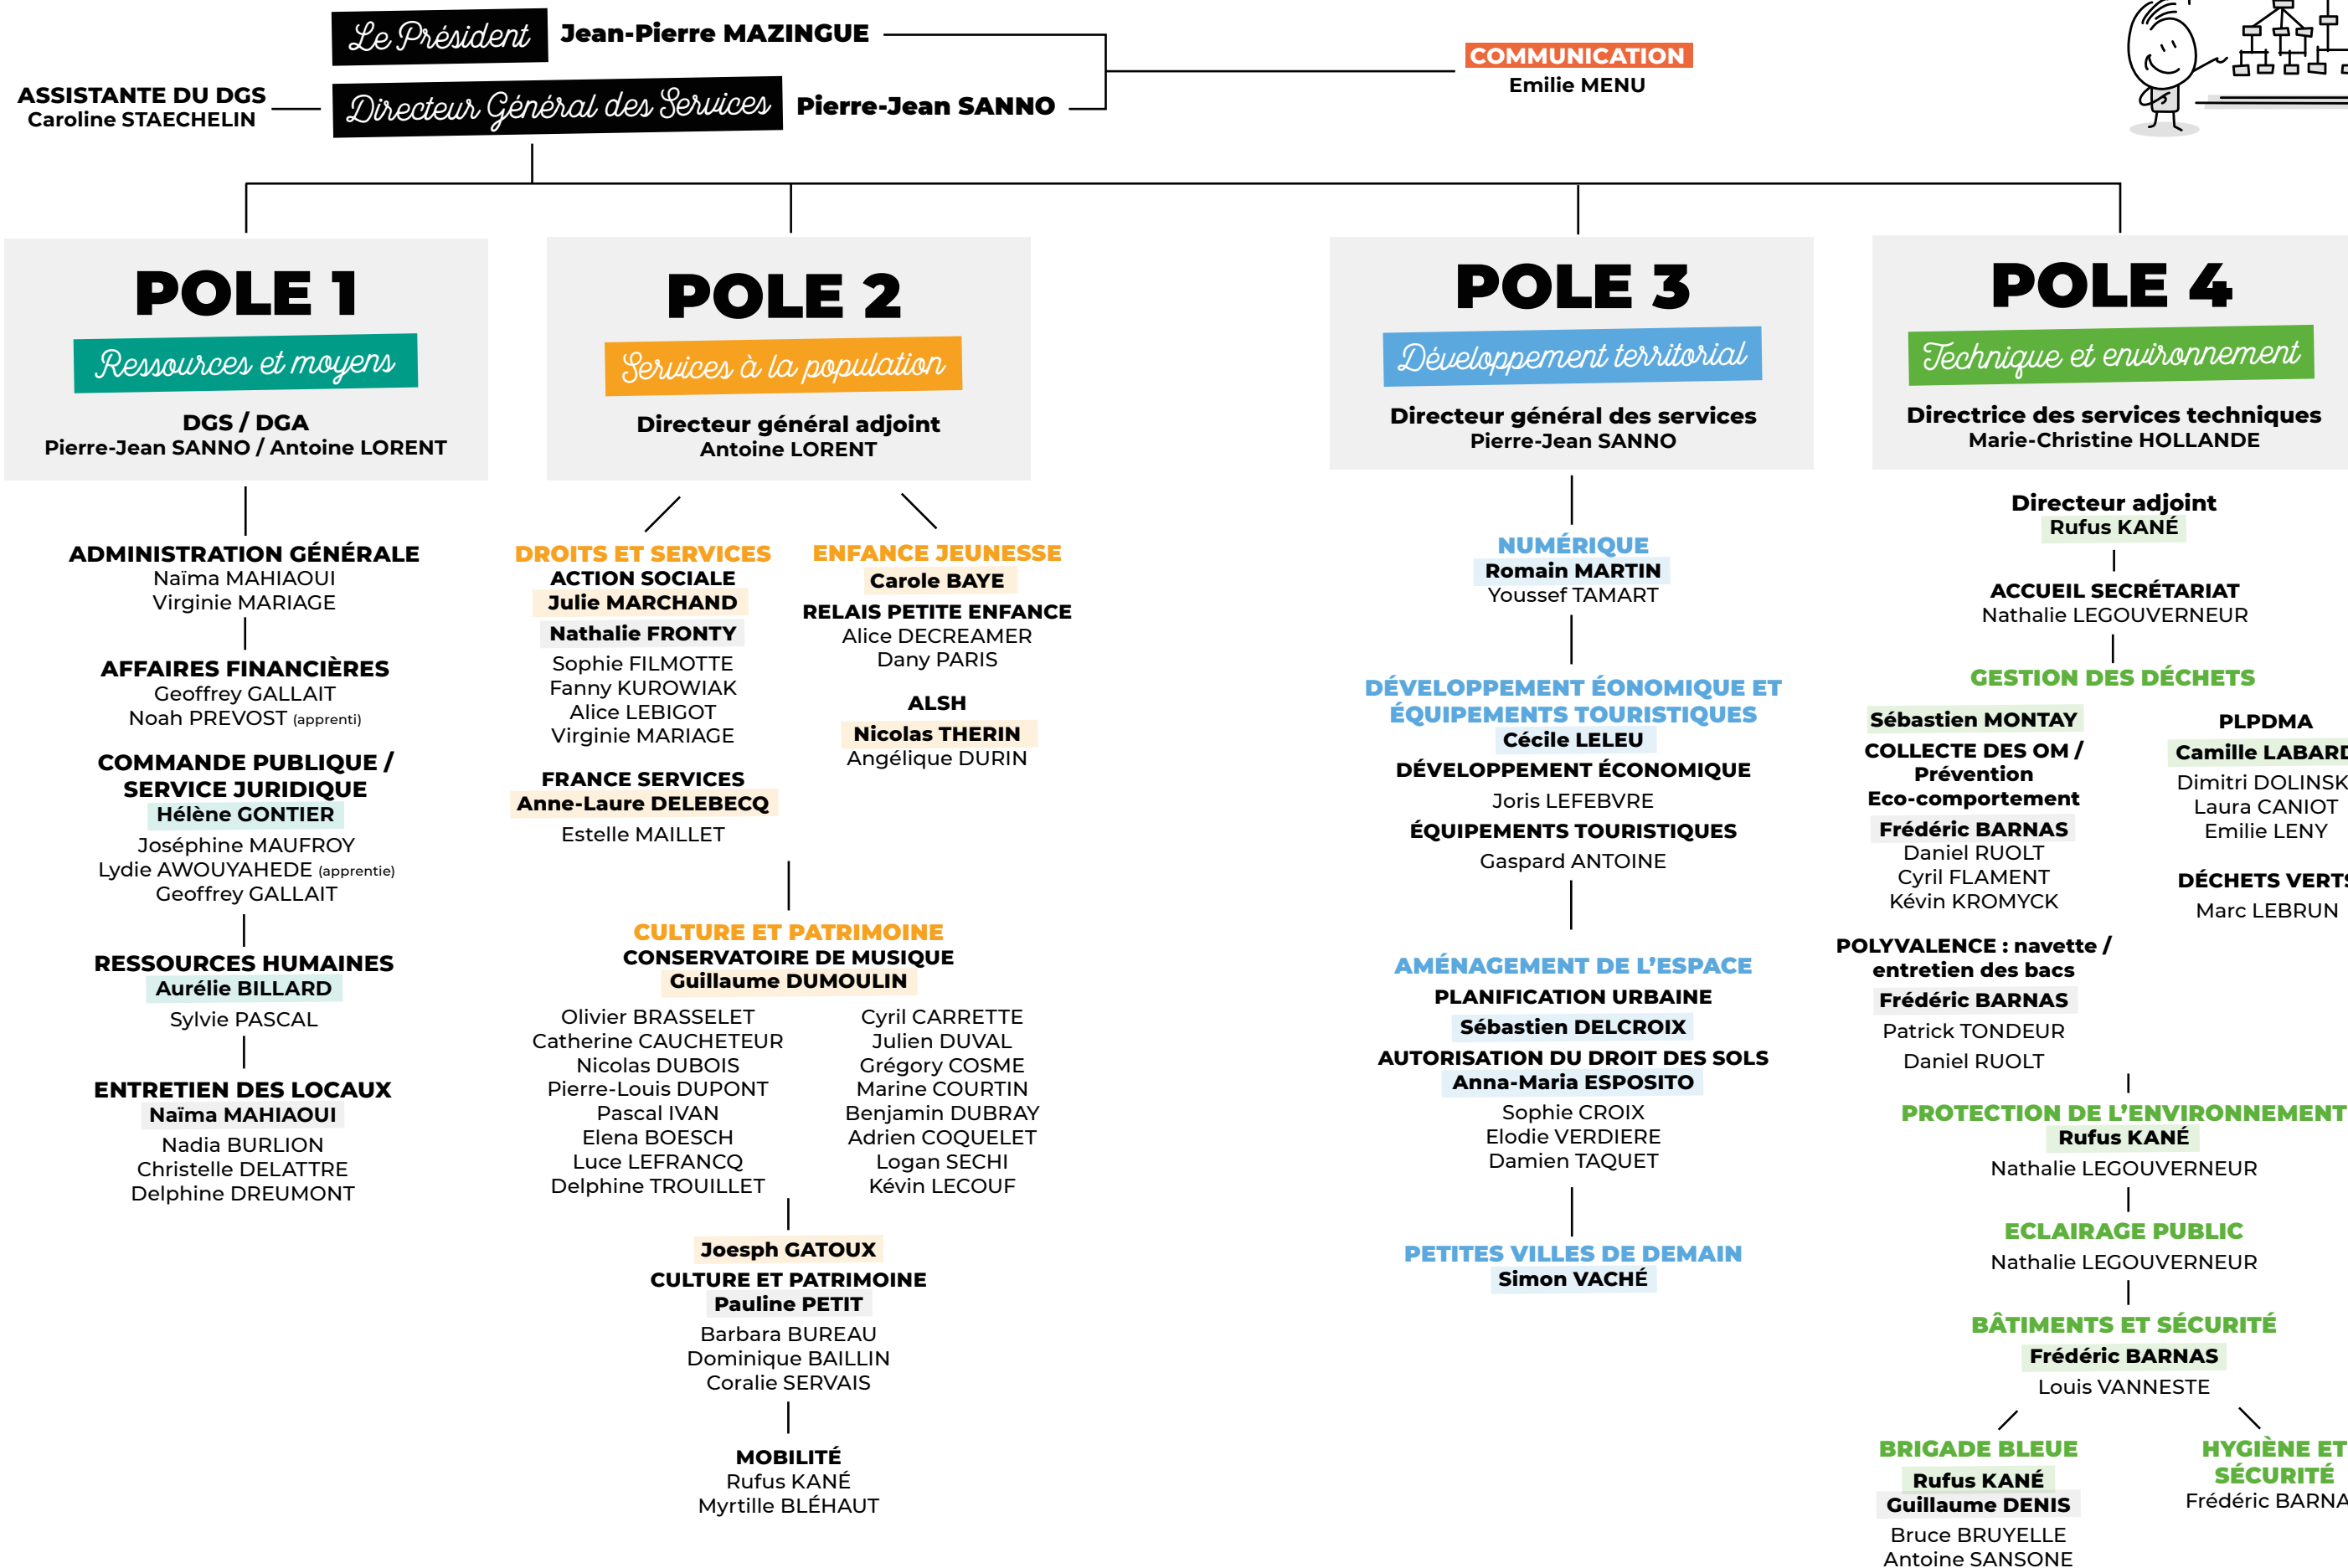 Le Président Jean-Pierre MAZINGUE
COMMUNICATION
Emilie MENU
ASSISTANTE DU DGS
Caroline STAECHELIN
Directeur Général des Services Pierre-Jean SANNO
POLE 1
Ressources et moyens
DGS / DGA
Pierre-Jean SANNO / Antoine LORENT
ADMINISTRATION GÉNÉRALE
Naïma MAHIAOUI
Virginie MARIAGE
AFFAIRES FINANCIÈRES
Geoffrey GALLAIT
Noah PREVOST (apprenti)
COMMANDE PUBLIQUE /
SERVICE JURIDIQUE
Hélène GONTIER
Joséphine MAUFROY
Lydie AWOUYAHEDE (apprentie)
Geoffrey GALLAIT
RESSOURCES HUMAINES
Aurélie BILLARD
Sylvie PASCAL
ENTRETIEN DES LOCAUX
Naïma MAHIAOUI
Nadia BURLION
Christelle DELATTRE
Delphine DREUMONT
POLE 2
Services à la population
Directeur général adjoint
Antoine LORENT
DROITS ET SERVICES
ACTION SOCIALE
Julie MARCHAND
Nathalie FRONTY
Sophie FILMOTTE
Fanny KUROWIAK
Alice LEBIGOT
Virginie MARIAGE
FRANCE SERVICES
Anne-Laure DELEBECQ
Estelle MAILLET
ENFANCE JEUNESSE
Carole BAYE
RELAIS PETITE ENFANCE
Alice DECREAMER
Dany PARIS
ALSH
Nicolas THERIN
Angélique DURIN
CULTURE ET PATRIMOINE
CONSERVATOIRE DE MUSIQUE
Guillaume DUMOULIN
Olivier BRASSELET
Catherine CAUCHETEUR
Nicolas DUBOIS
Pierre-Louis DUPONT
Pascal IVAN
Elena BOESCH
Luce LEFRANCQ
Delphine TROUILLET
Cyril CARRETTE
Julien DUVAL
Grégory COSME
Marine COURTIN
Benjamin DUBRAY
Adrien COQUELET
Logan SECHI
Kévin LECOUF
Joesph GATOUX
CULTURE ET PATRIMOINE
Pauline PETIT
Barbara BUREAU
Dominique BAILLIN
Coralie SERVAIS
MOBILITÉ
Rufus KANÉ
Myrtille BLÉHAUT
POLE 3
Développement territorial
Directeur général des services
Pierre-Jean SANNO
NUMÉRIQUE
Romain MARTIN
Youssef TAMART
DÉVELOPPEMENT ÉONOMIQUE ET
ÉQUIPEMENTS TOURISTIQUES
Cécile LELEU
DÉVELOPPEMENT ÉCONOMIQUE
Joris LEFEBVRE
ÉQUIPEMENTS TOURISTIQUES
Gaspard ANTOINE
AMÉNAGEMENT DE L'ESPACE
PLANIFICATION URBAINE
Sébastien DELCROIX
AUTORISATION DU DROIT DES SOLS
Anna-Maria ESPOSITO
Sophie CROIX
Elodie VERDIERE
Damien TAQUET
PETITES VILLES DE DEMAIN
Simon VACHÉ
POLE 4
Technique et environnement
Directrice des services techniques
Marie-Christine HOLLANDE
Directeur adjoint
Rufus KANÉ
ACCUEIL SECRÉTARIAT
Nathalie LEGOUVERNEUR
GESTION DES DÉCHETS
Sébastien MONTAY
COLLECTE DES OM /
Prévention
Eco-comportement
Frédéric BARNAS
Daniel RUOLT
Cyril FLAMENT
Kévin KROMYCK
POLYVALENCE : navette /
entretien des bacs
Frédéric BARNAS
Patrick TONDEUR
Daniel RUOLT
PLPDMA
Camille
Dimitri
Laura CANIOT
Emilie LENY
DÉCHETS VERTS
Marc LEBRUN
PROTECTION DE L'ENVIRONNEMENT
Rufus KANÉ
Nathalie LEGOUVERNEUR
ECLAIRAGE PUBLIC
Nathalie LEGOUVERNEUR
BÂTIMENTS ET SÉCURITÉ
Frédéric BARNAS
Louis VANNESTE
BRIGADE BLEUE
Rufus KANÉ
Guillaume DENIS
Bruce BRUYELLE
Antoine SANSONE
HYGIÈNE ET
SÉCURITÉ
Frédéric